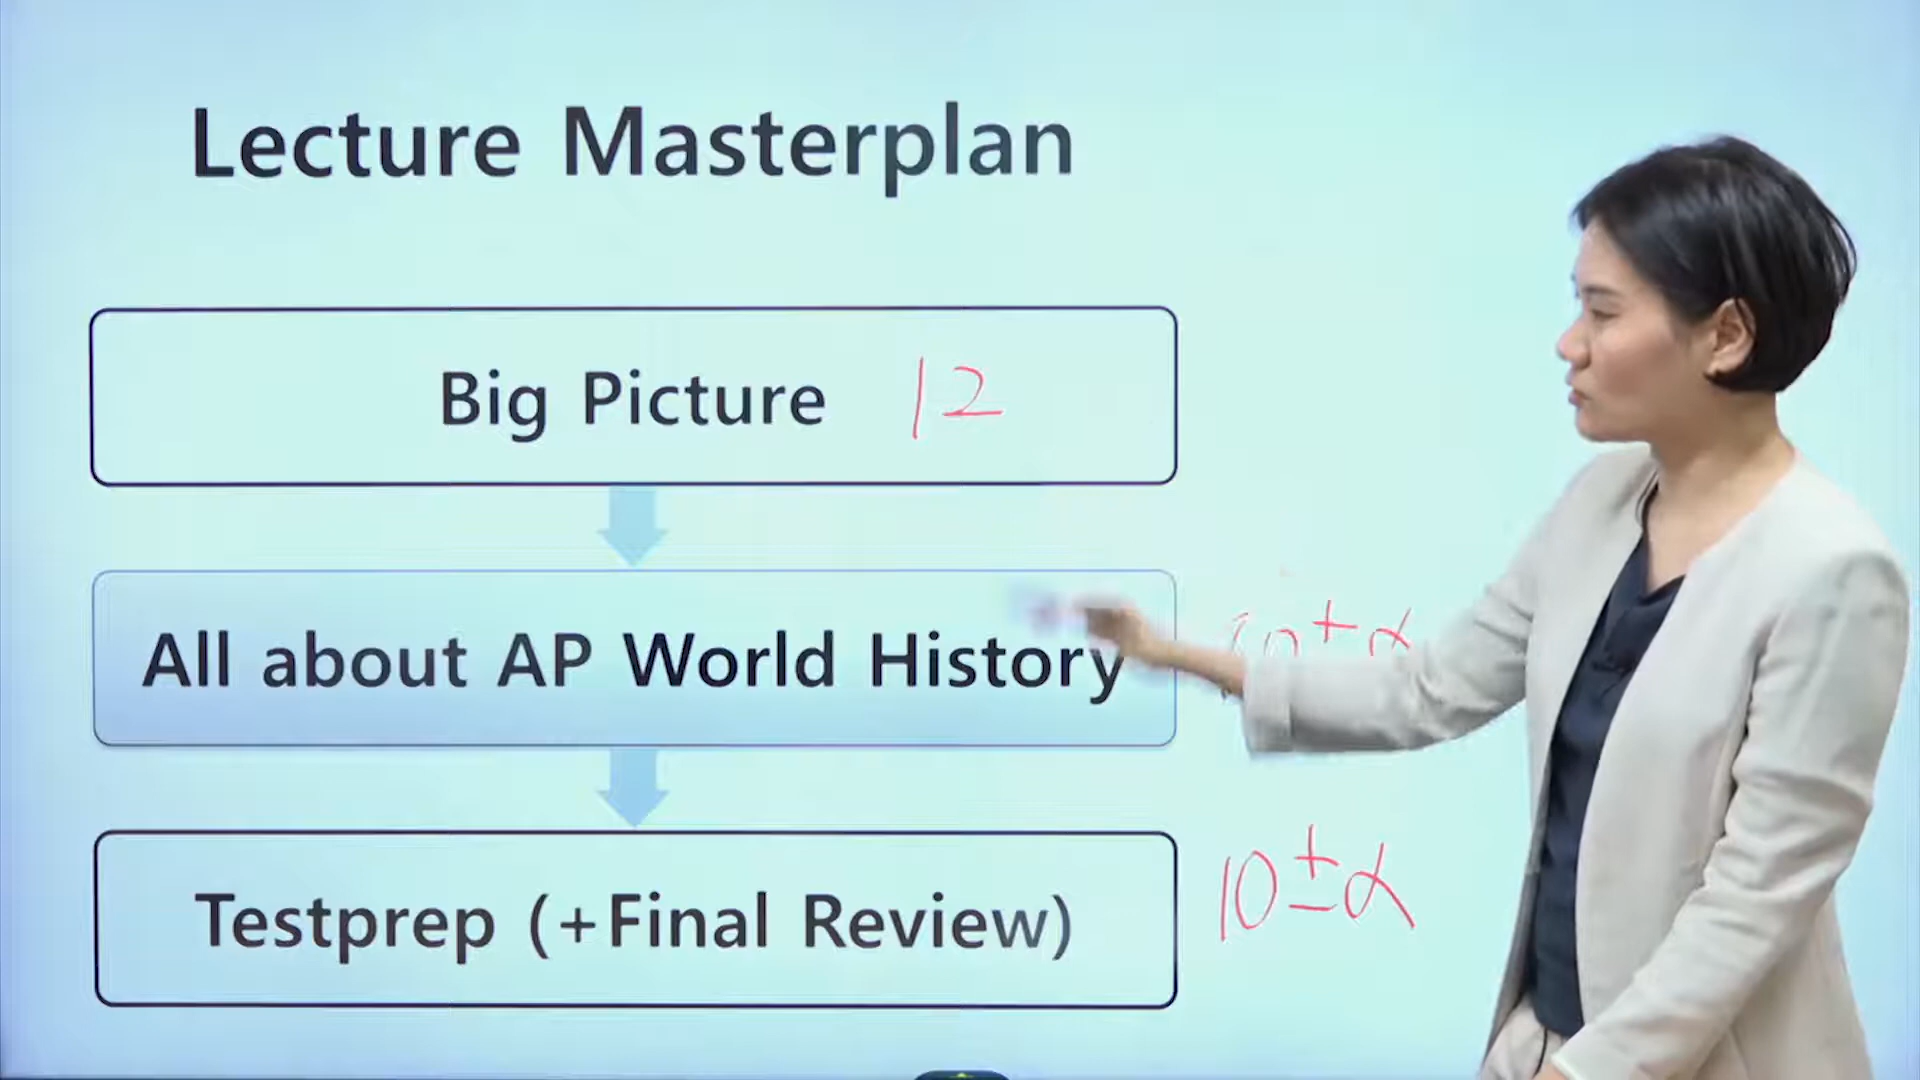 Lecture Masterplan
Big Picture 12
All about AP World History
Testprep (+Final Review)
10±α